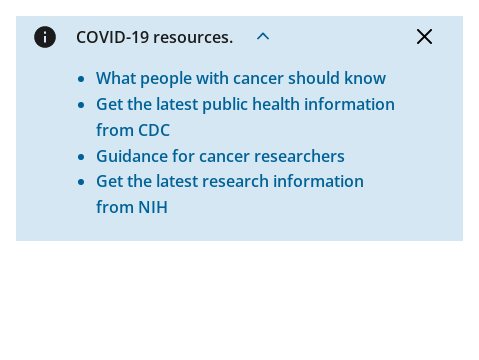 COVID-19 resources.
What people with cancer should know
Get the latest public health information
from CDC
Guidance for cancer researchers
Get the latest research information
from NIH